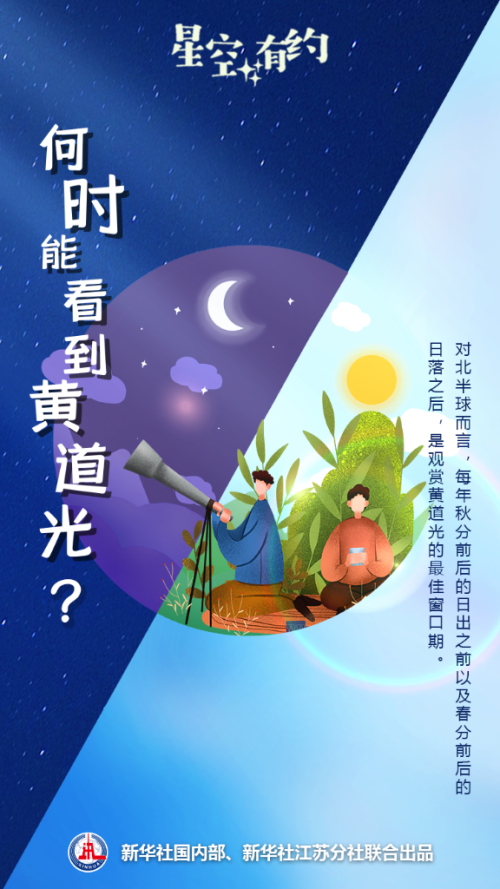 星空有约
何时能看到黄道光？
对北半球而言，每年秋分前后的日出之前以及春分前后的
日落之后，是观赏黄道光的最佳窗口期。
新华社国内部、新华社江苏分社联合出品